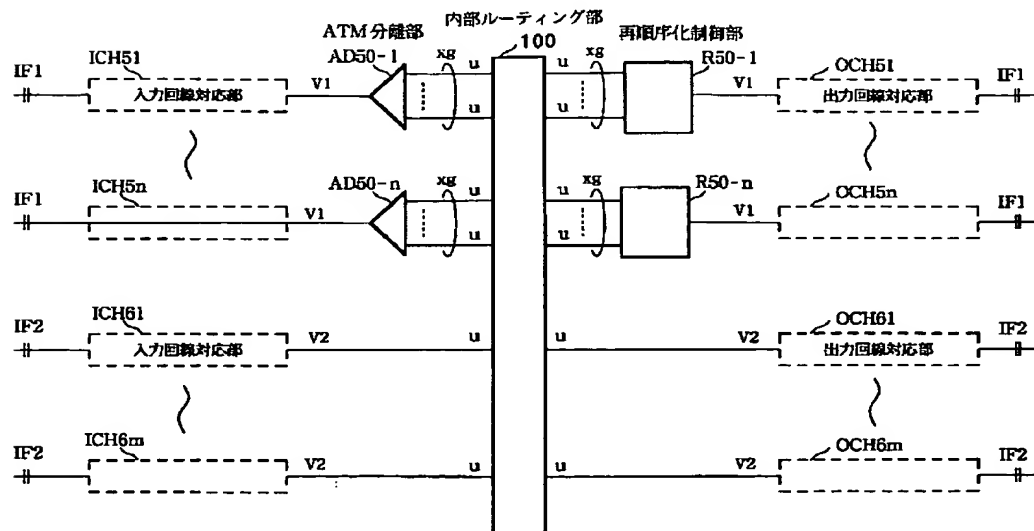 ATM 分離部 内部ルーティング部 再順序化制御部
IF1 ICH51 入力回線対応部 V1 AD50-1 xg u u 100 u u xg R50-1 V1 OCH51 出力回線対応部 IF1
IF1 ICH5n V1 AD50-n xg u u u u xg R50-n V1 OCH5n IF1
IF2 ICH61 入力回線対応部 V2 u u V2 OCH61 出力回線対応部 IF2
IF2 ICH6m V2 u u V2 OCH6m IF2